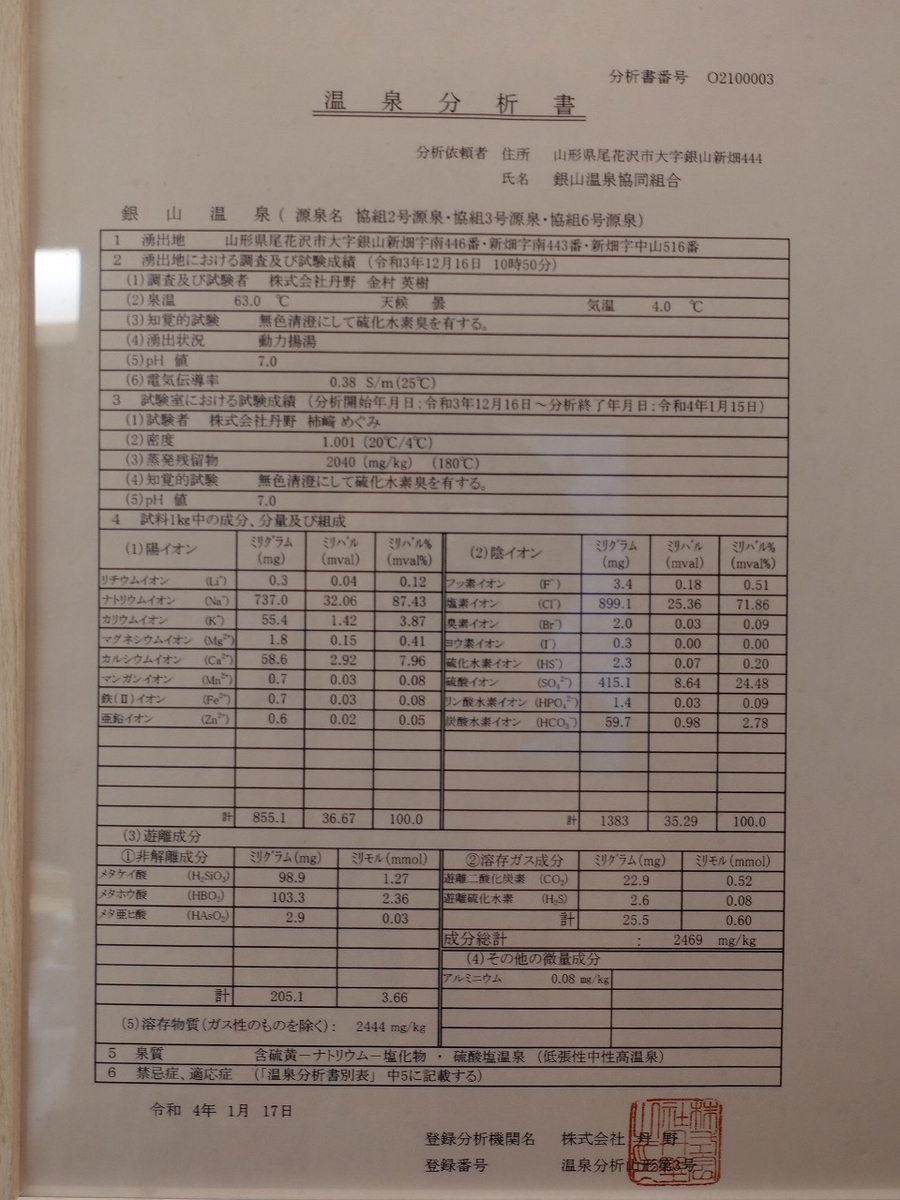 分析書番号 O2100003
温泉分析書
分析依頼者 住所 山形県尾花沢市大字銀山新畑444
氏名 銀山温泉協同組合
銀山温泉(源泉名 協組2号源泉・協組3号源泉・協組6号源泉)
1 湧出地 山形県尾花沢市大字銀山新畑字南446番・新畑字南443番・新畑字中山516番
2 湧出地における調査及び試験成績 (令和3年12月16日 10時50分)
(1)調査及び試験者 株式会社丹野 金村 英樹
(2)泉温 63.0 ℃ 天候 曇 気温 4.0 ℃
(3)知覚的試験 無色清澄にして硫化水素臭を有する。
(4)湧出状況 動力揚湯
(5)pH 値 7.0
(6)電気伝導率 0.38 S/m(25℃)
3 試験室における試験成績 (分析開始年月日:令和3年12月16日~分析終了年月日:令和4年1月15日)
(1)試験者 株式会社丹野 柿﨑 めぐみ
(2)密度 1.001 (20℃/4℃)
(3)蒸発残留物 2040 (mg/kg) (180℃)
(4)知覚的試験 無色清澄にして硫化水素臭を有する。
(5)pH 値 7.0
4 試料1kg中の成分、分量及び組成
(1)陽イオン ミリグラム(mg) ミリバル(mval) ミリバル%(mval%) (2)陰イオン ミリグラム(mg) ミリバル(mval) ミリバル%(mval%)
リチウムイオン (Li⁺) 0.3 0.04 0.12 フッ素イオン (F⁻) 3.4 0.18 0.51
ナトリウムイオン (Na⁺) 737.0 32.06 87.43 塩素イオン (Cl⁻) 899.1 25.36 71.86
カリウムイオン (K⁺) 55.4 1.42 3.87 臭素イオン (Br⁻) 2.0 0.03 0.09
マグネシウムイオン (Mg²⁺) 1.8 0.15 0.41 ヨウ素イオン (I⁻) 0.3 0.00 0.00
カルシウムイオン (Ca²⁺) 58.6 2.92 7.96 硫化水素イオン (HS⁻) 2.3 0.07 0.20
マンガンイオン (Mn²⁺) 0.7 0.03 0.08 硫酸イオン (SO₄²⁻) 415.1 8.64 24.48
鉄(Ⅱ)イオン (Fe²⁺) 0.7 0.03 0.08 リン酸水素イオン (HPO₄²⁻) 1.4 0.03 0.09
亜鉛イオン (Zn²⁺) 0.6 0.02 0.05 炭酸水素イオン (HCO₃⁻) 59.7 0.98 2.78
計 855.1 36.67 100.0 計 1383 35.29 100.0
(3)遊離成分
①非解離成分 ミリグラム(mg) ミリモル(mmol) ②溶存ガス成分 ミリグラム(mg) ミリモル(mmol)
メタケイ酸 (H₂SiO₃) 98.9 1.27 遊離二酸化炭素 (CO₂) 22.9 0.52
メタホウ酸 (HBO₂) 103.3 2.36 遊離硫化水素 (H₂S) 2.6 0.08
メタ亜ヒ酸 (HAsO₂) 2.9 0.03 計 25.5 0.60
成分総計 : 2469 mg/kg
(4)その他の微量成分
アルミニウム 0.08 mg/kg
計 205.1 3.66
(5)溶存物質(ガス性のものを除く): 2444 mg/kg
5 泉質 含硫黄-ナトリウム-塩化物・硫酸塩温泉 (低張性中性高温泉)
6 禁忌症、適応症 (「温泉分析書別表」 中5に記載する)
令和 4年 1月 17日
登録分析機関名 株式会社 丹 野
登録番号 温泉分析山形第3号